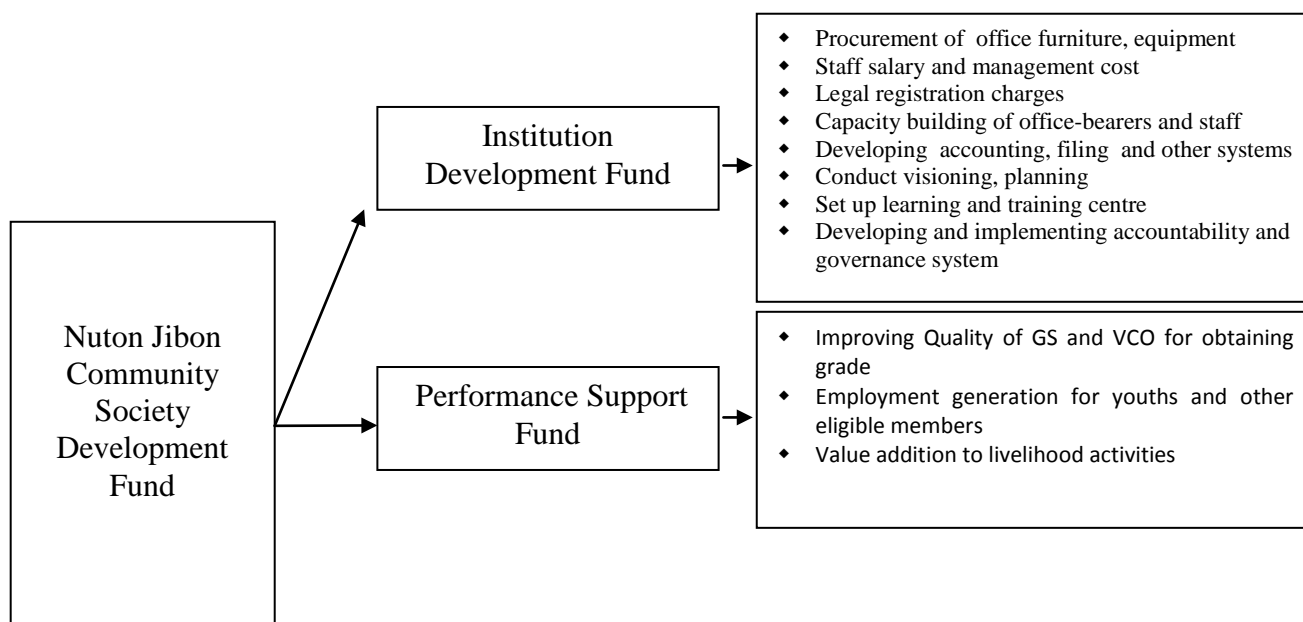 Nuton Jibon
Community
Society
Development
Fund
Institution
Development Fund
◆ Procurement of office furniture, equipment
◆ Staff salary and management cost
◆ Legal registration charges
◆ Capacity building of office-bearers and staff
◆ Developing accounting, filing and other systems
◆ Conduct visioning, planning
◆ Set up learning and training centre
◆ Developing and implementing accountability and
governance system
Performance Support
Fund
◆ Improving Quality of GS and VCO for obtaining
grade
◆ Employment generation for youths and other
eligible members
◆ Value addition to livelihood activities